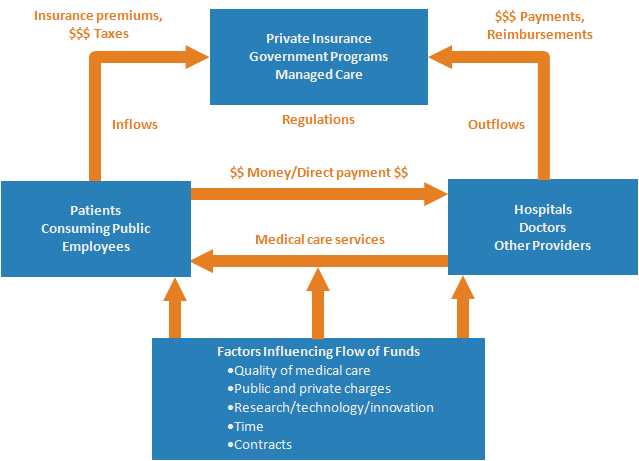 Insurance premiums,
$$$ Taxes
$$$ Payments,
Reimbursements
Private Insurance
Government Programs
Managed Care
Inflows
Regulations
Outflows
$$ Money/Direct payment $$
Patients
Consuming Public
Employees
Hospitals
Doctors
Other Providers
Medical care services
Factors Influencing Flow of Funds
•Quality of medical care
•Public and private charges
•Research/technology/innovation
•Time
•Contracts